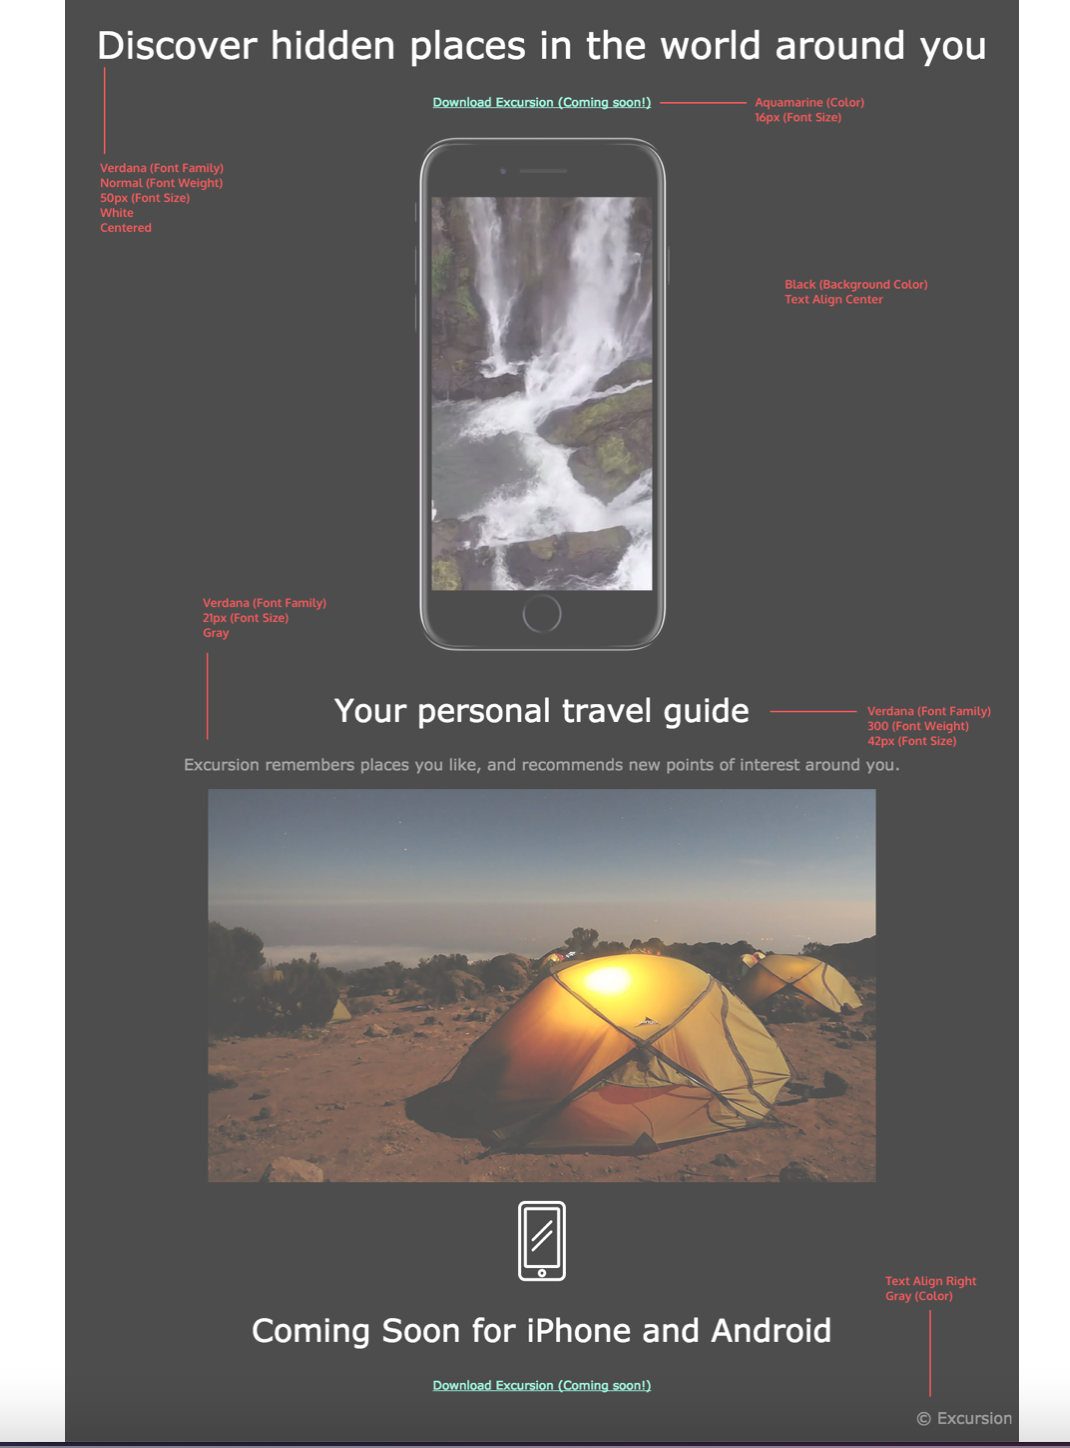 Discover hidden places in the world around you
Download Excursion (Coming soon!)
Aquamarine (Color)
16px (Font Size)
Verdana (Font Family)
Normal (Font Weight)
50px (Font Size)
White
Centered
Black (Background Color)
Text Align Center
Verdana (Font Family)
21px (Font Size)
Gray
Your personal travel guide
Verdana (Font Family)
300 (Font Weight)
42px (Font Size)
Excursion remembers places you like, and recommends new points of interest around you.
Text Align Right
Gray (Color)
Coming Soon for iPhone and Android
Download Excursion (Coming soon!)
© Excursion